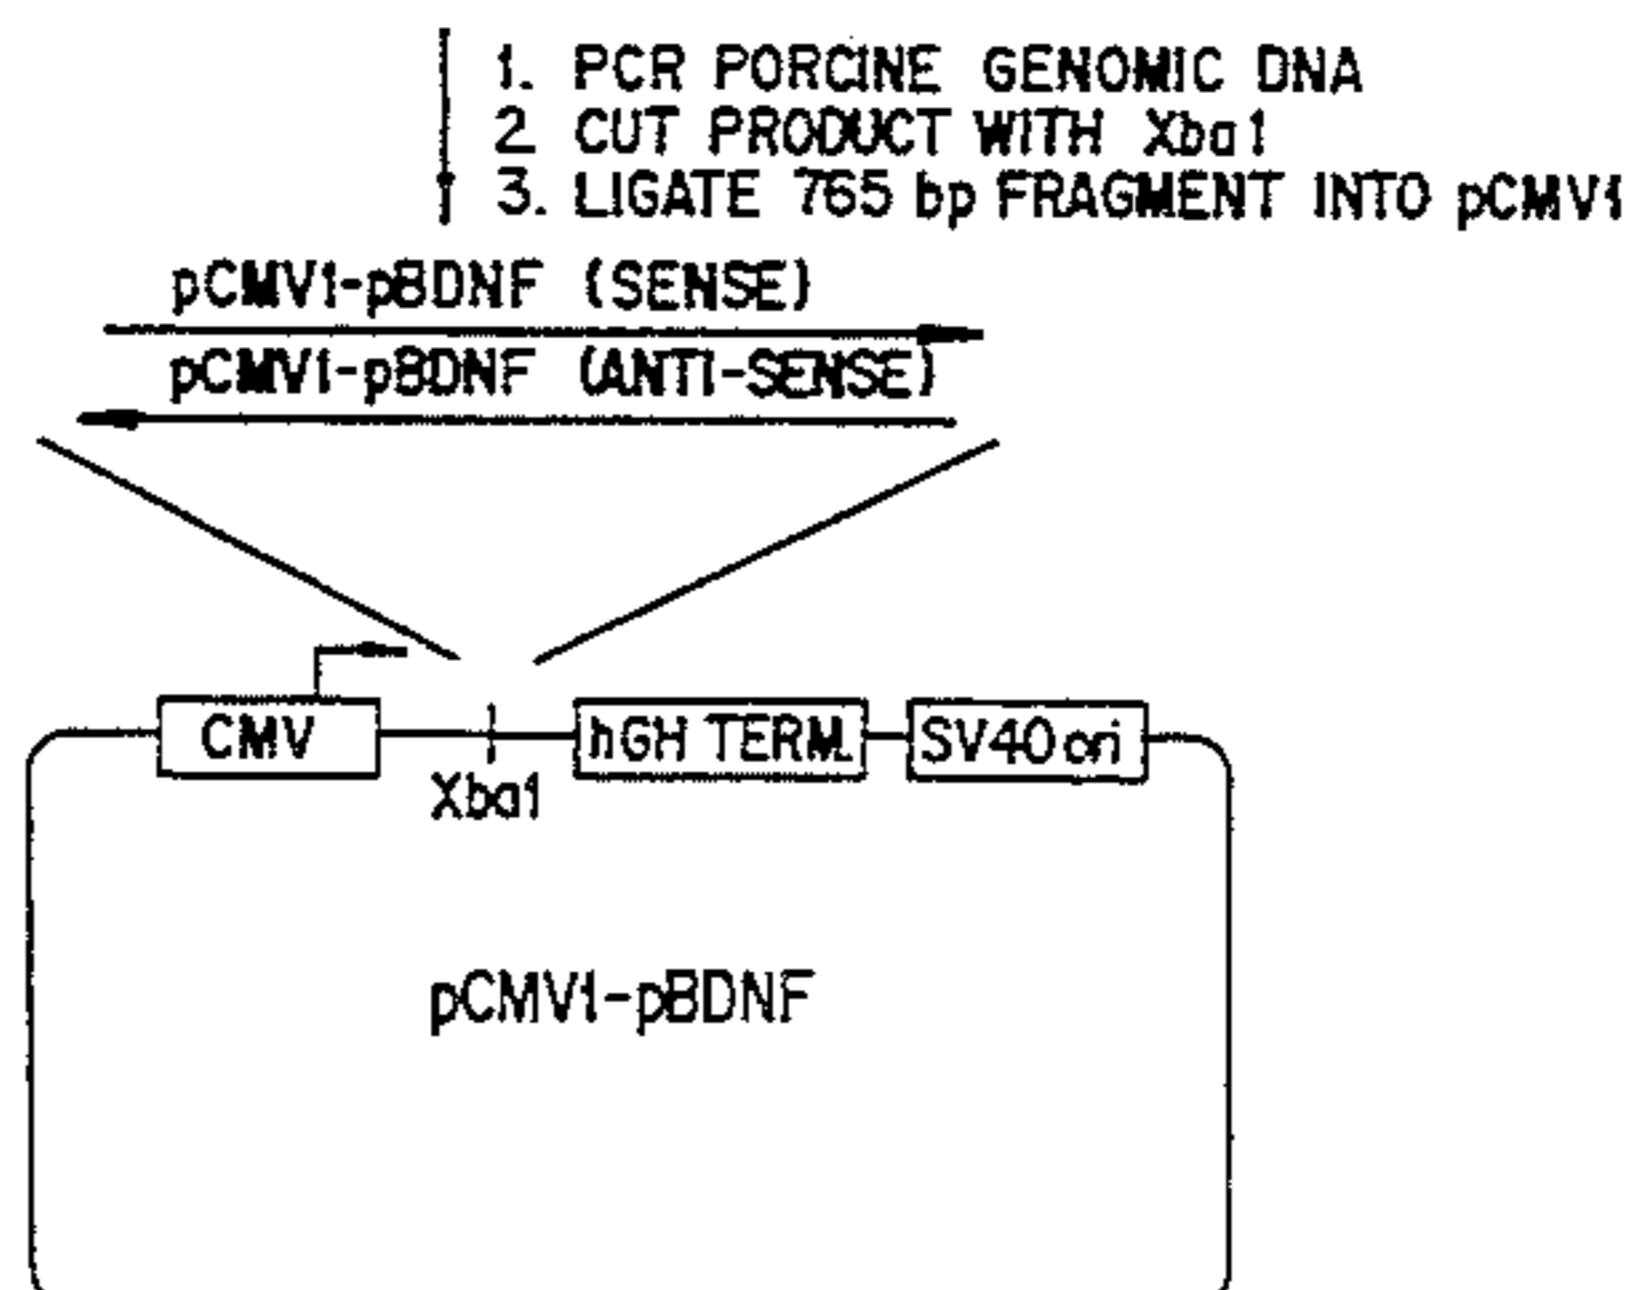 1. PCR PORCINE GENOMIC DNA
2 CUT PRODUCT WITH Xba1
3. LIGATE 765 bp FRAGMENT INTO pCMV1
pCMV1-pBDNF (SENSE)
pCMV1-pBDNF (ANTI-SENSE)
CMV
hGH TERM.
SV40 ori
Xba1
pCMV1-pBDNF